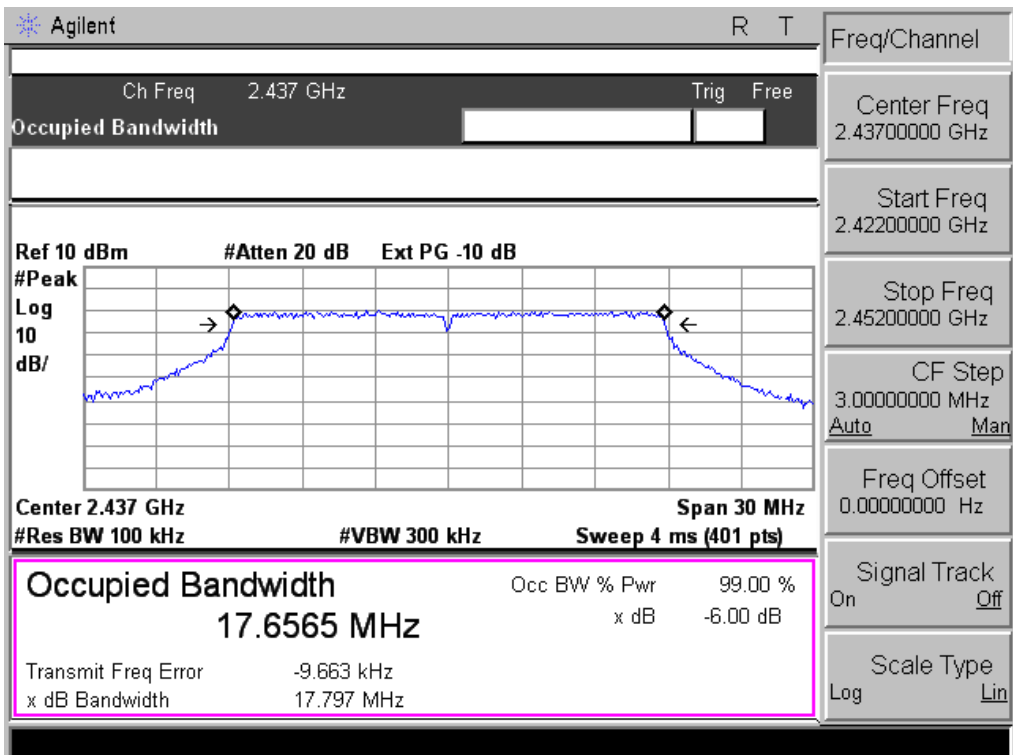 Agilent R T
Ch Freq 2.437 GHz Trig Free
Occupied Bandwidth
Ref 10 dBm #Atten 20 dB Ext PG -10 dB
#Peak
Log
10
dB/
Center 2.437 GHz Span 30 MHz
#Res BW 100 kHz #VBW 300 kHz Sweep 4 ms (401 pts)
Occupied Bandwidth
17.6565 MHz
Occ BW % Pwr 99.00 %
x dB -6.00 dB
Transmit Freq Error -9.663 kHz
x dB Bandwidth 17.797 MHz
Freq/Channel
Center Freq
2.43700000 GHz
Start Freq
2.42200000 GHz
Stop Freq
2.45200000 GHz
CF Step
3.00000000 MHz
Auto Man
Freq Offset
0.00000000 Hz
Signal Track
On Off
Scale Type
Log Lin